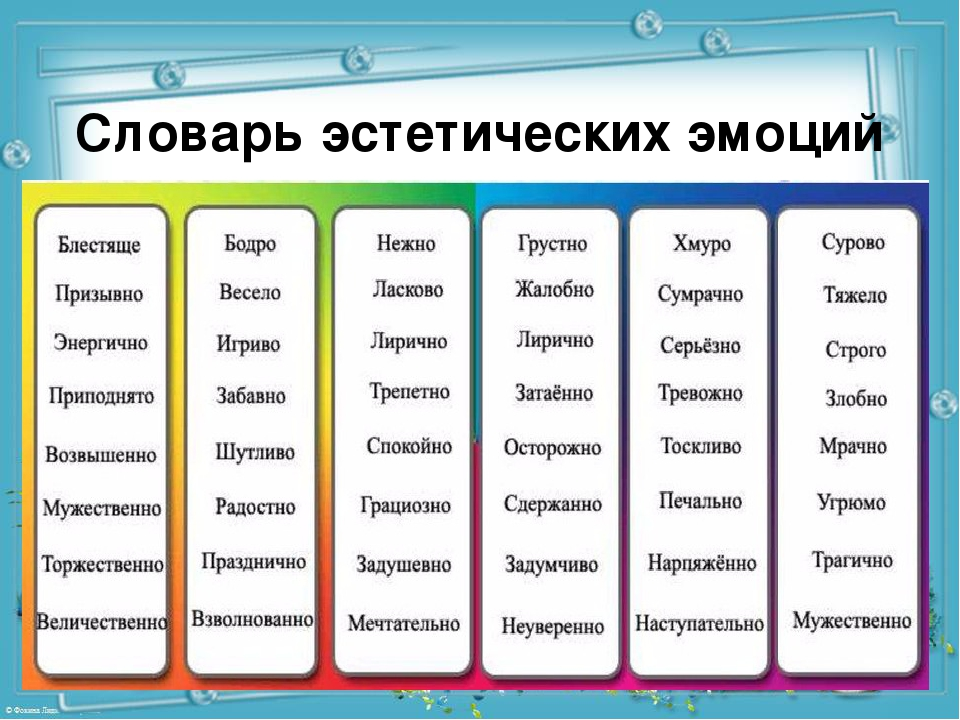 Словарь эстетических эмоций
Блестяще
Призывно
Энергично
Приподнято
Возвышенно
Мужественно
Торжественно
Величественно
Бодро
Весело
Игриво
Забавно
Шутливо
Радостно
Празднично
Взволнованно
Нежно
Ласково
Лирично
Трепетно
Спокойно
Грациозно
Задушевно
Мечтательно
Грустно
Жалобно
Лирично
Затаённо
Осторожно
Сдержанно
Задумчиво
Неуверенно
Хмуро
Сумрачно
Серьёзно
Тревожно
Тоскливо
Печально
Нарпяжённо
Наступательно
Сурово
Тяжело
Строго
Злобно
Мрачно
Угрюмо
Трагично
Мужественно
© Фокина